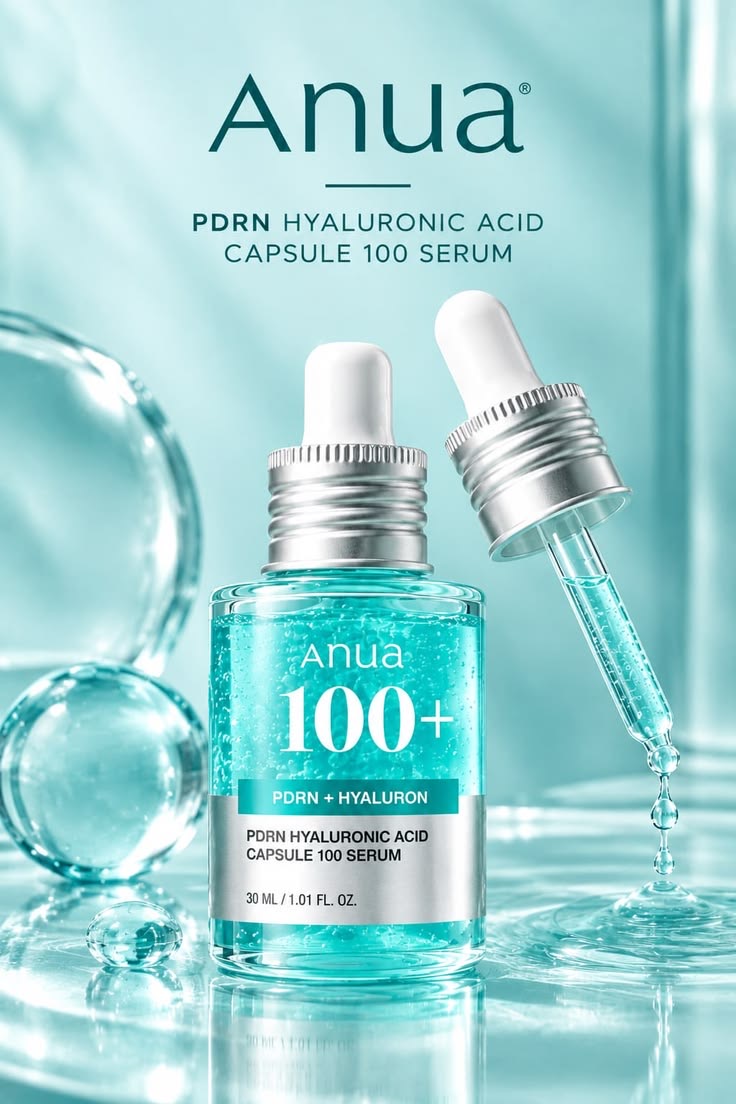 Anua®
PDRN HYALURONIC ACID
CAPSULE 100 SERUM
Anua
100+
PDRN + HYALURON
PDRN HYALURONIC ACID
CAPSULE 100 SERUM
30 ML / 1.01 FL. OZ.